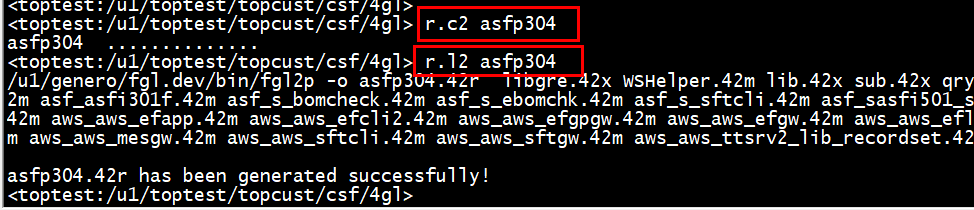 <toptest:/u1/toptest/topcust/csf/4gl>
<toptest:/u1/toptest/topcust/csf/4gl> r.c2 asfp304
asfp304 ..............
<toptest:/u1/toptest/topcust/csf/4gl> r.l2 asfp304
/u1/genero/fgl.dev/bin/fgl2p -o asfp304.42r libgre.42x WSHelper.42m lib.42x sub.42x qry
2m asf_asfi301f.42m asf_s_bomcheck.42m asf_s_ebomchk.42m asf_s_sftcli.42m asf_sasfi501_s
42m aws_aws_efapp.42m aws_aws_efcli2.42m aws_aws_efgpgw.42m aws_aws_efgw.42m aws_aws_efl
m aws_aws_mesgw.42m aws_aws_sftcli.42m aws_aws_sftgw.42m aws_aws_ttsrv2_lib_recordset.42
asfp304.42r has been generated successfully!
<toptest:/u1/toptest/topcust/csf/4gl>